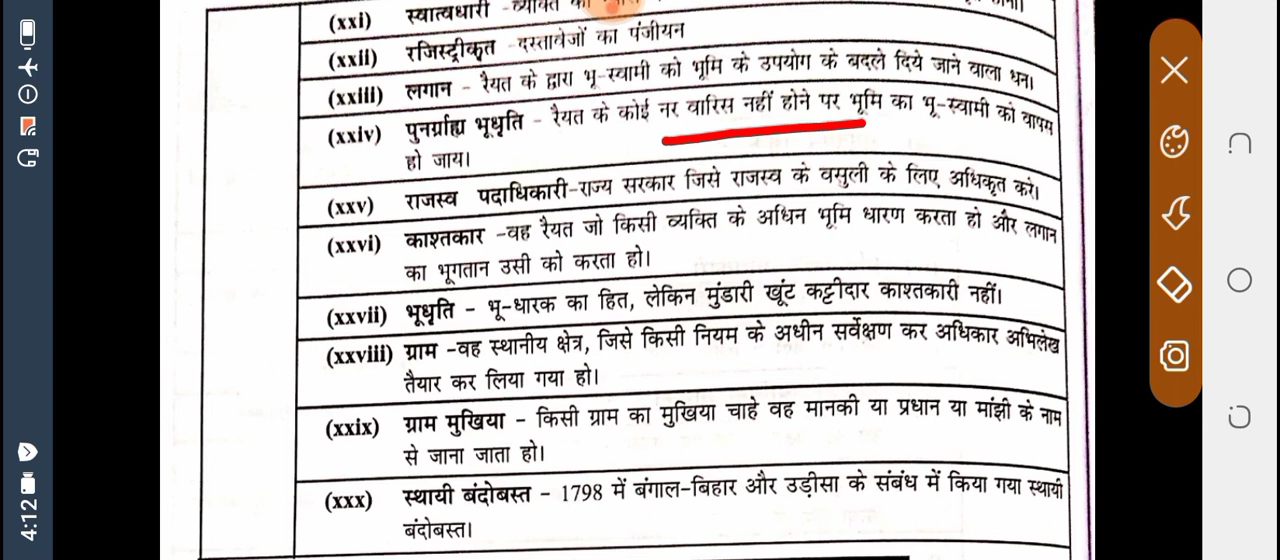 (xxi) स्वात्वधारी -व्यक्ति
(xxii) रजिस्ट्रीकृत -दस्तावेजों का पंजीयन
(xxiii) लगान - रैयत के द्वारा भू-स्वामी को भूमि के उपयोग के बदले दिये जाने वाला धन।
(xxiv) पुनर्ग्राह्य भूधृति - रैयत के कोई नर वारिस नहीं होने पर भूमि का भू-स्वामी को वापस
हो जाय।
(xxv) राजस्व पदाधिकारी-राज्य सरकार जिसे राजस्व के वसुली के लिए अधिकृत करे।
(xxvi) काश्तकार -वह रैयत जो किसी व्यक्ति के अधिन भूमि धारण करता हो और लगान
का भूगतान उसी को करता हो।
(xxvii) भूधृति - भू-धारक का हित, लेकिन मुंडारी खूंट कट्टीदार काश्तकारी नहीं।
(xxviii) ग्राम -वह स्थानीय क्षेत्र, जिसे किसी नियम के अधीन सर्वेक्षण कर अधिकार अभिलेख
तैयार कर लिया गया हो।
(xxix) ग्राम मुखिया - किसी ग्राम का मुखिया चाहे वह मानकी या प्रधान या मांझी के नाम
से जाना जाता हो।
(xxx) स्थायी बंदोबस्त - 1798 में बंगाल-बिहार और उड़ीसा के संबंध में किया गया स्थायी
बंदोबस्त।
4:12